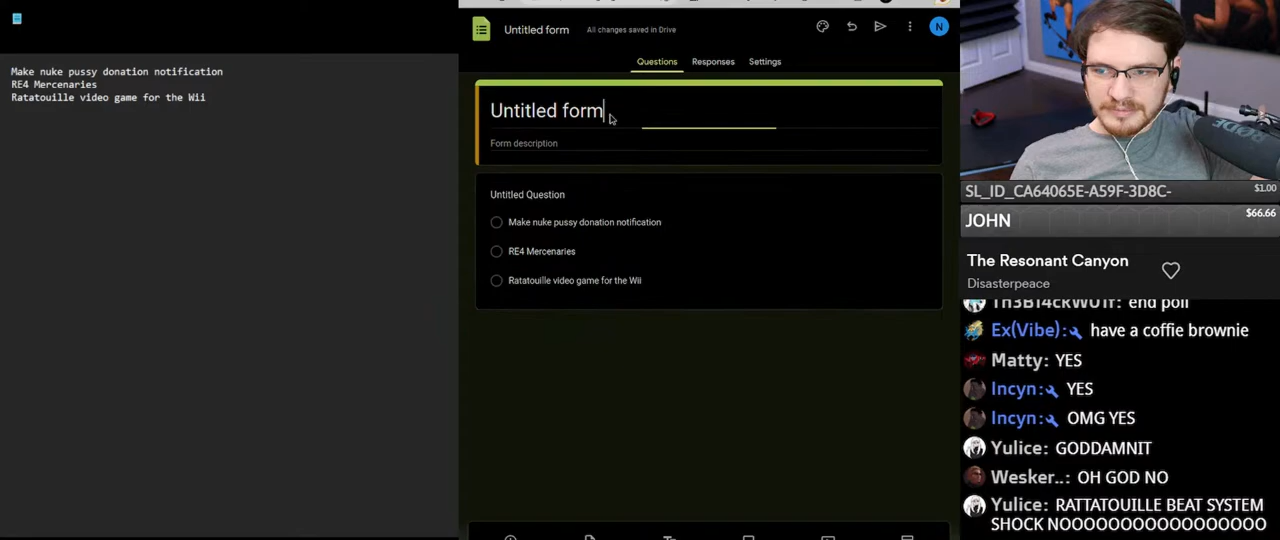 Make nuke pussy donation notification
RE4 Mercenaries
Ratatouille video game for the Wii
Untitled form
All changes saved in Drive
N
Questions
Responses
Settings
Untitled form
Form description
Untitled Question
Make nuke pussy donation notification
RE4 Mercenaries
Ratatouille video game for the Wii
RODE
SL_ID_CA64065E-A59F-3D8C-
$1.00
JOHN
$66.66
The Resonant Canyon
Disasterpeace
Th3B14ckW01f: end poll
Ex(Vibe): have a coffie brownie
Matty: YES
Incyn: YES
Incyn: OMG YES
Yulice: GODDAMNIT
Wesker..: OH GOD NO
Yulice: RATTATOUILLE BEAT SYSTEM
SHOCK NOOOOOOOOOOOOOOOOO